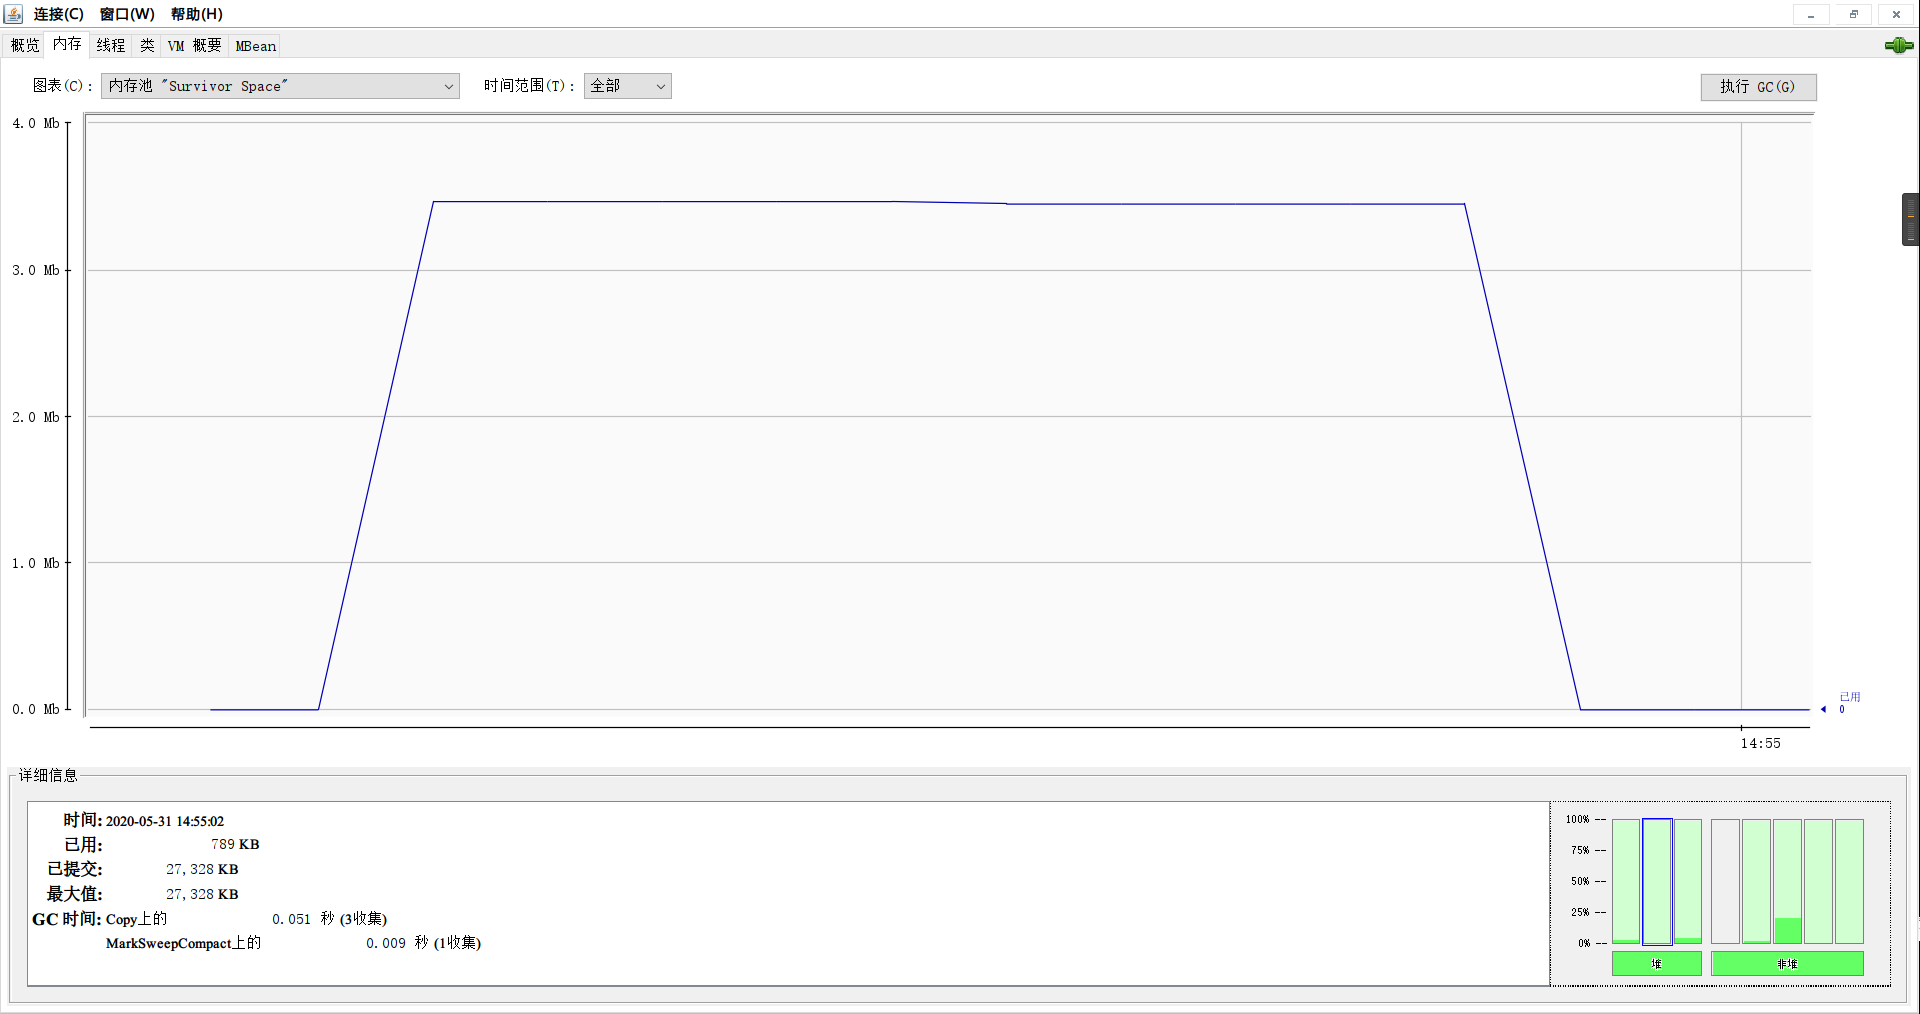 连接(C) 窗口(W) 帮助(H)
概览 内存 线程 类 VM 概要 MBean
图表(C): 内存池 "Survivor Space" 时间范围(T): 全部 执行 GC(G)
4.0 Mb
3.0 Mb
2.0 Mb
1.0 Mb
0.0 Mb
已用
0
14:55
详细信息
时间: 2020-05-31 14:55:02
已用: 789 KB
已提交: 27,328 KB
最大值: 27,328 KB
GC 时间: Copy上的 0.051 秒 (3收集)
MarkSweepCompact上的 0.009 秒 (1收集)
100% --
75% --
50% --
25% --
0% --
堆 非堆